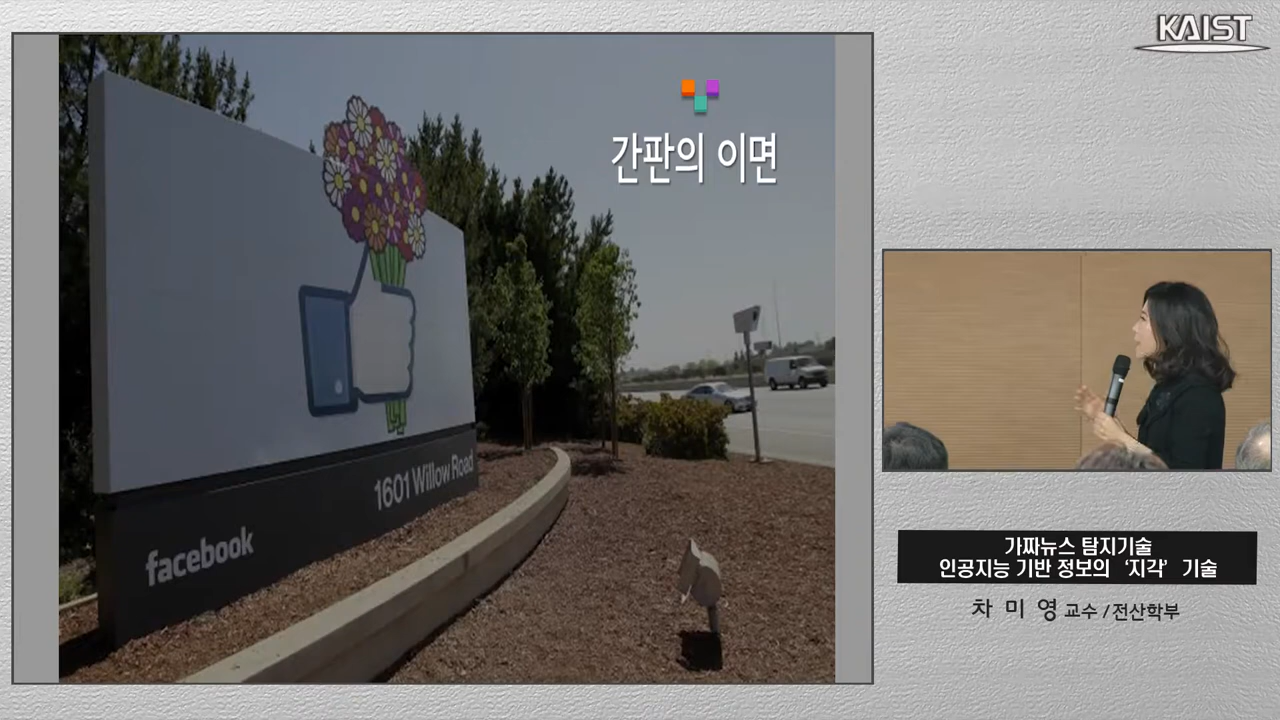 KAIST
간판의 이면
1601 Willow Road
facebook
가짜뉴스 탐지기술
인공지능 기반 정보의 '지각' 기술
차 미 영 교수 / 전산학부